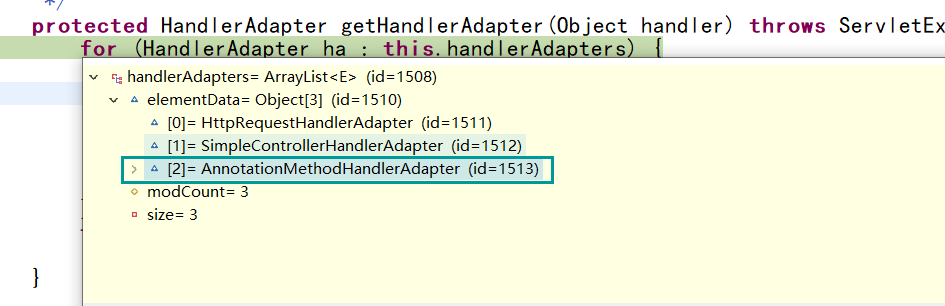 */
protected HandlerAdapter getHandlerAdapter(Object handler) throws ServletEx
for (HandlerAdapter ha : this.handlerAdapters) {
handlerAdapters= ArrayList<E> (id=1508)
elementData= Object[3] (id=1510)
[0]= HttpRequestHandlerAdapter (id=1511)
[1]= SimpleControllerHandlerAdapter (id=1512)
[2]= AnnotationMethodHandlerAdapter (id=1513)
modCount= 3
size= 3
}